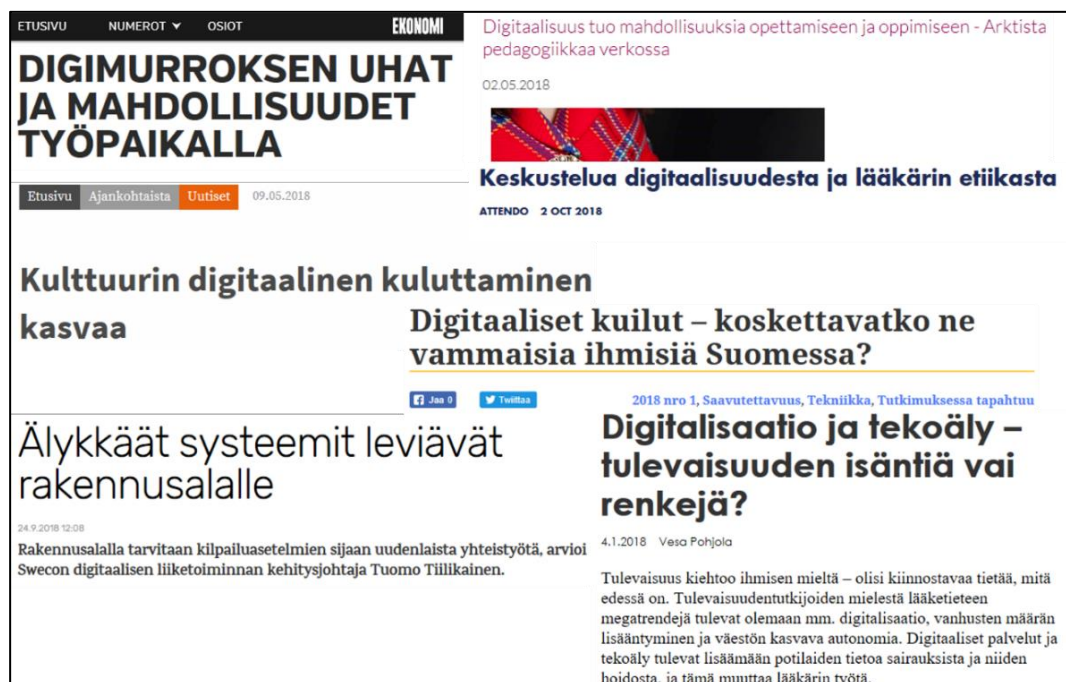 ETUSIVU NUMEROT OSIOT EKONOMI
DIGIMURROKSEN UHAT
JA MAHDOLLISUUDET
TYÖPAIKALLA
Digitaalisuus tuo mahdollisuuksia opettamiseen ja oppimiseen - Arktista
pedagogiikkaa verkossa
02.05.2018
Keskustelua digitaalisuudesta ja lääkärin etiikasta
ATTENDO 2 OCT 2018
Etusivu Ajankohtaista Uutiset 09.05.2018
Kulttuurin digitaalinen kuluttaminen
kasvaa
Digitaaliset kuilut – koskettavatko ne
vammaisia ihmisiä Suomessa?
Jaa 0 Twiittaa
2018 nro 1, Saavutettavuus, Tekniikka, Tutkimuksessa tapahtuu
Älykkäät systeemit leviävät
rakennusalalle
24.9.2018 12:08
Rakennusalalla tarvitaan kilpailuasetelmien sijaan uudenlaista yhteistyötä, arvioi
Swecon digitaalisen liiketoiminnan kehitysjohtaja Tuomo Tiilikainen.
Digitalisaatio ja tekoäly –
tulevaisuuden isäntiä vai
renkejä?
4.1.2018 Vesa Pohjola
Tulevaisuus kiehtoo ihmisen mieltä – olisi kiinnostavaa tietää, mitä
edessä on. Tulevaisuudentutkijoiden mielestä lääketieteen
megatrendejä tulevat olemaan mm. digitalisaatio, vanhusten määrän
lisääntyminen ja väestön kasvava autonomia. Digitaaliset palvelut ja
tekoäly tulevat lisäämään potilaiden tietoa sairauksista ja niiden
hoidosta, ja tämä muuttaa lääkärin työtä.